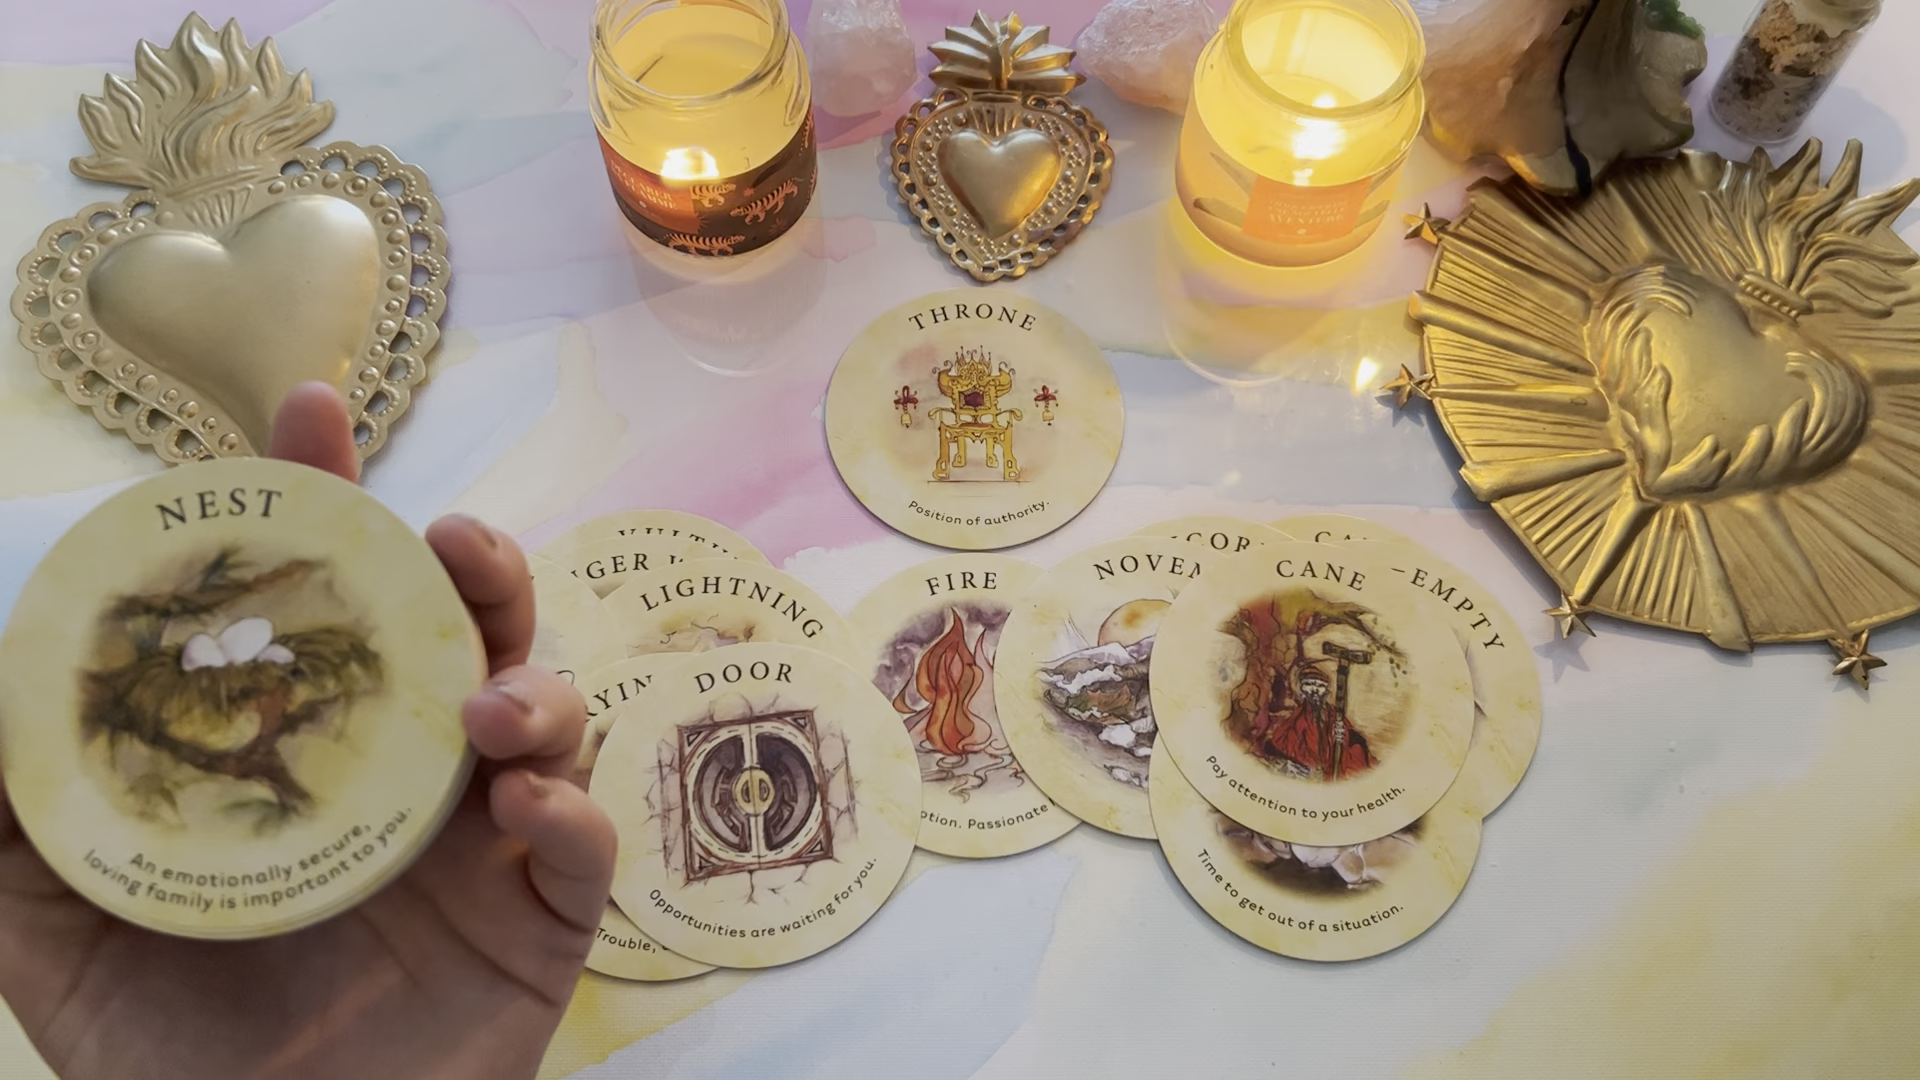 THRONE
Position of authority.
NEST
An emotionally secure,
loving family is important to you.
LIGHTNING
DOOR
Opportunities are waiting for you.
Trouble,
FIRE
Passionate
CANE
Pay attention to your health.
EMPTY
Time to get out of a situation.